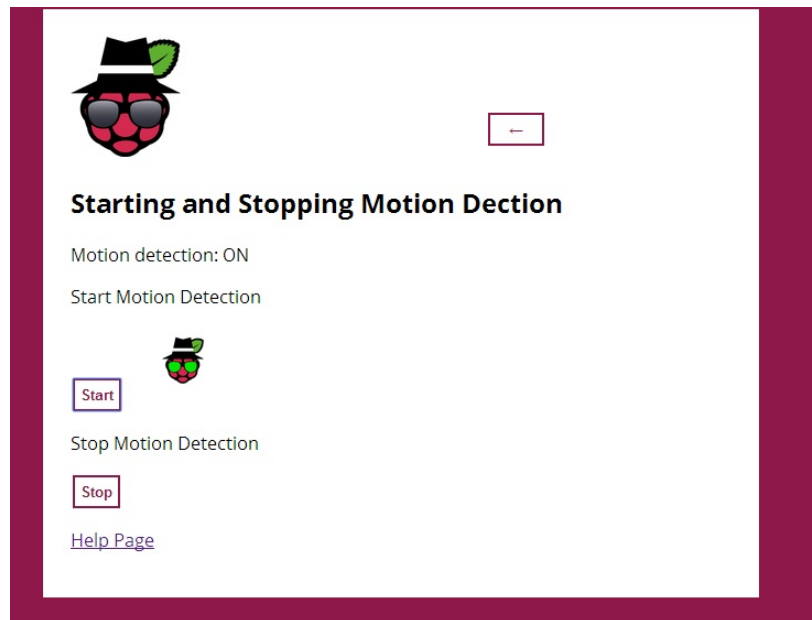 ←
Starting and Stopping Motion Dection
Motion detection: ON
Start Motion Detection
Start
Stop Motion Detection
Stop
Help Page